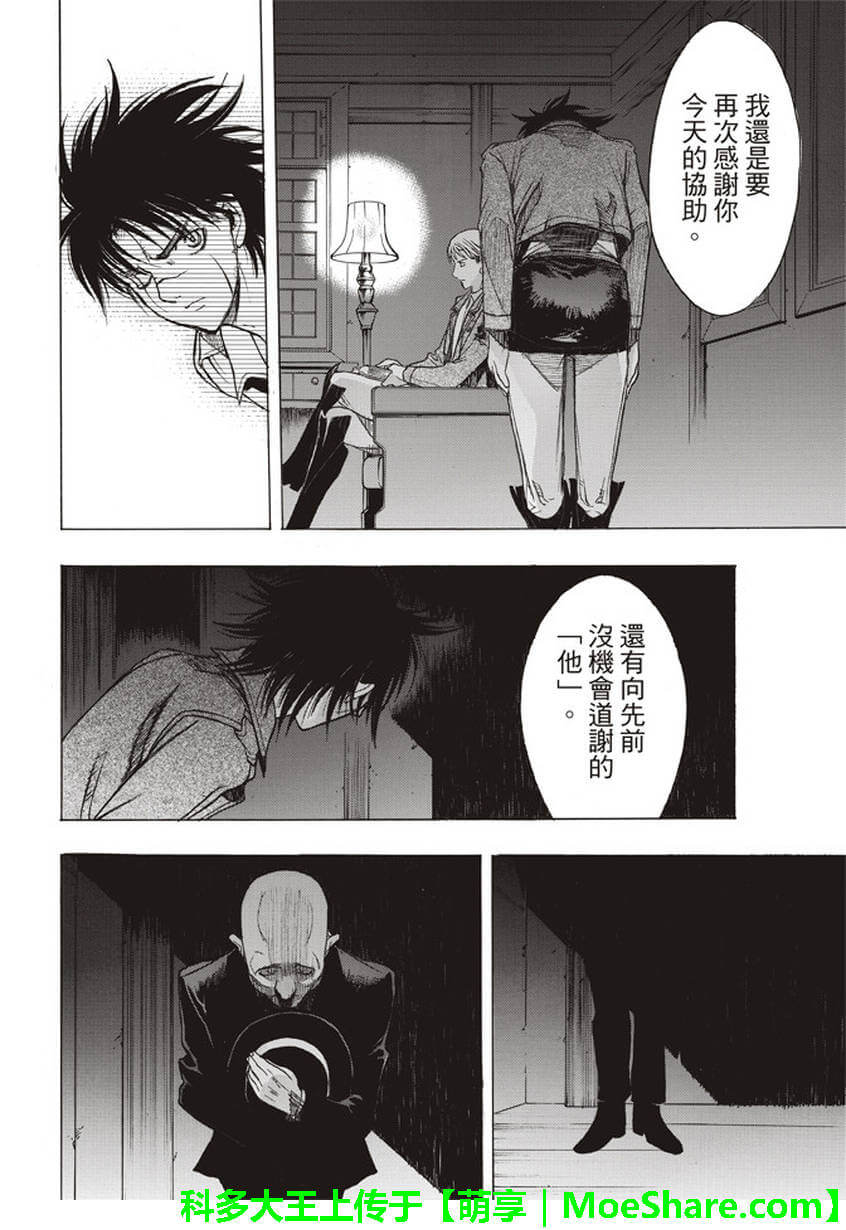 我還是要
再次感謝你
今天的協助。
還有向先前
沒機會道謝的
「他」。
科多大王上传于【萌享｜MoeShare.com】